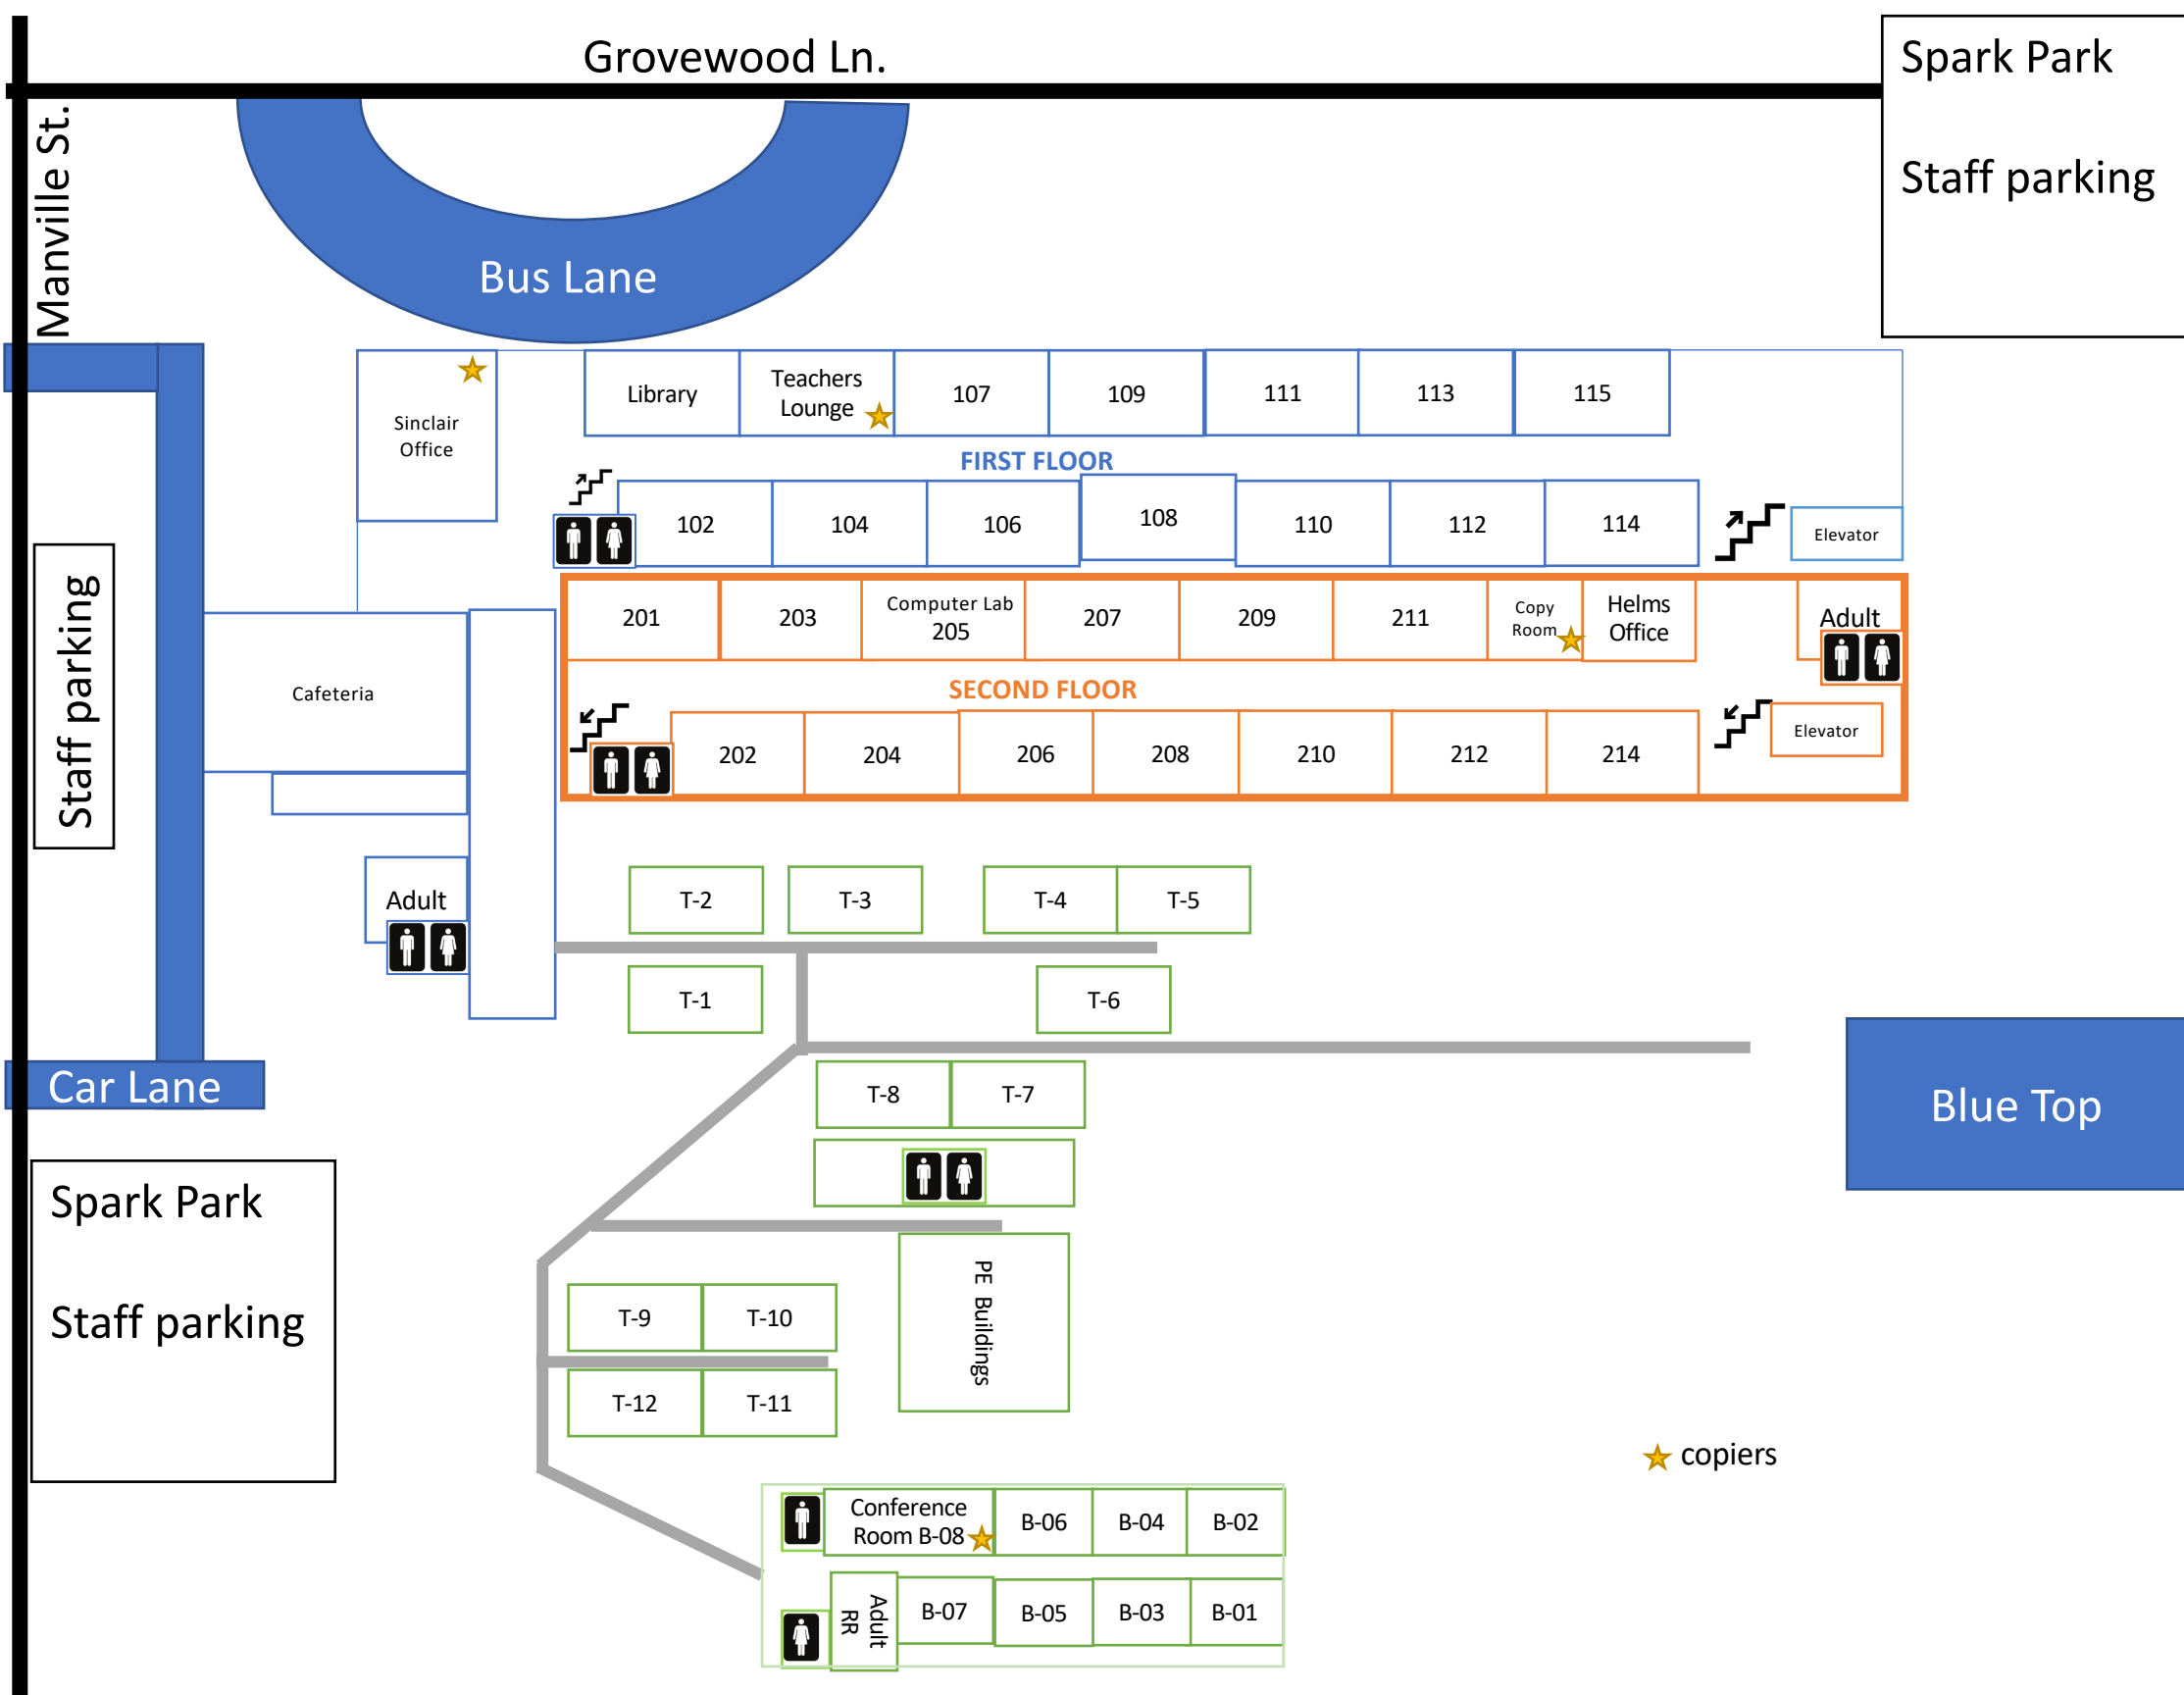 Grovewood Ln.
Spark Park
Staff parking
Manville St.
Bus Lane
Sinclair
Office
Library
Teachers
Lounge
107
109
111
113
115
FIRST FLOOR
102
104
106
108
110
112
114
Elevator
Staff parking
201
203
Computer Lab
205
207
209
211
Copy
Room
Helms
Office
Adult
Cafeteria
SECOND FLOOR
202
204
206
208
210
212
214
Elevator
Adult
T-2
T-3
T-4
T-5
T-1
T-6
Car Lane
T-8
T-7
Blue Top
Spark Park
Staff parking
PE Buildings
T-9
T-10
T-12
T-11
copiers
Conference
Room B-08
B-06
B-04
B-02
Adult
RR
B-07
B-05
B-03
B-01